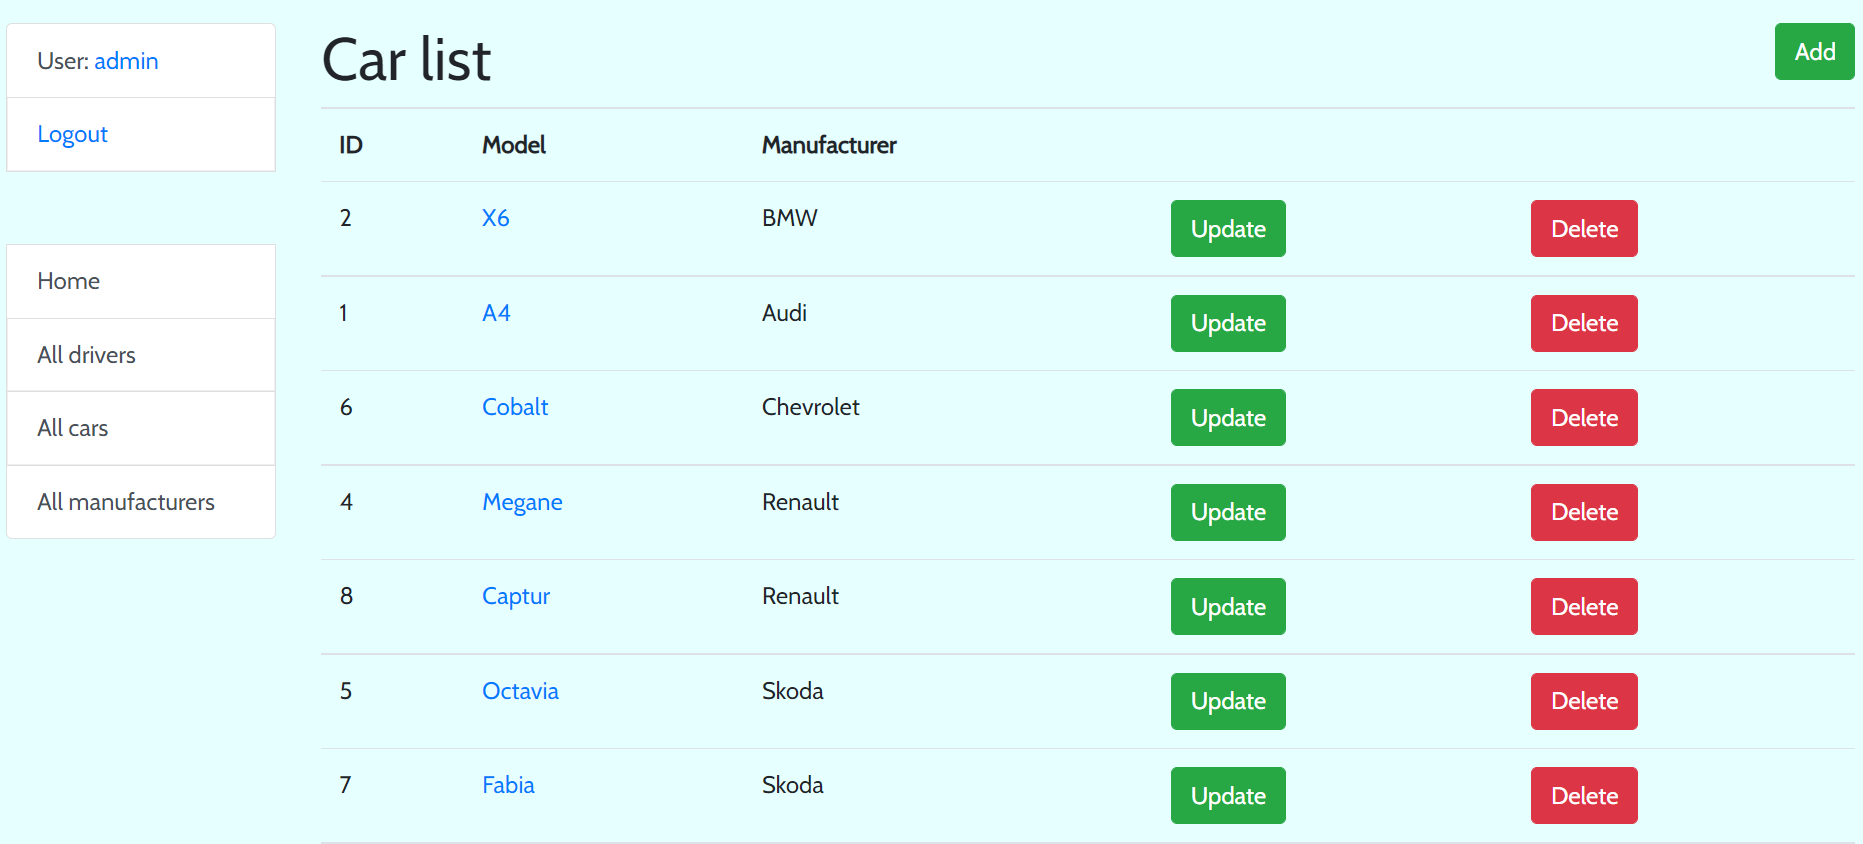 User: admin
Logout
Home
All drivers
All cars
All manufacturers
Car list
Add
ID Model Manufacturer
2 X6 BMW Update Delete
1 A4 Audi Update Delete
6 Cobalt Chevrolet Update Delete
4 Megane Renault Update Delete
8 Captur Renault Update Delete
5 Octavia Skoda Update Delete
7 Fabia Skoda Update Delete